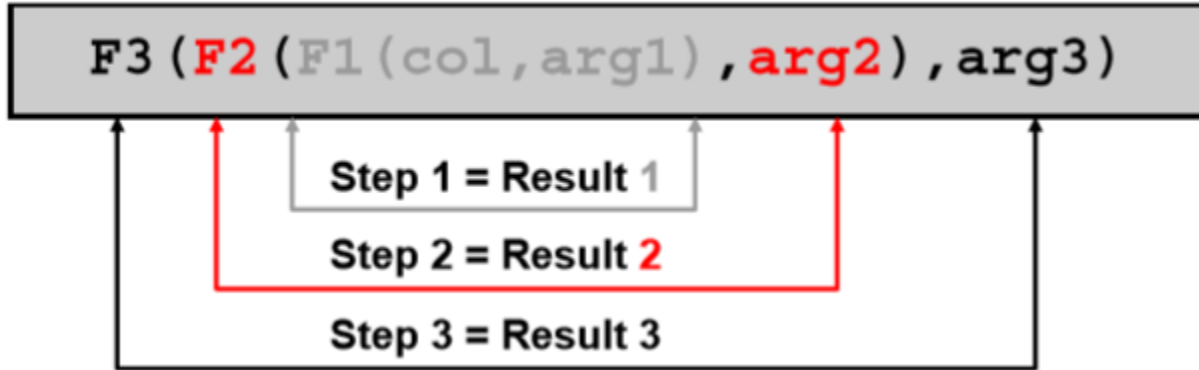 F3(F2(F1(col,arg1),arg2),arg3)
Step 1 = Result 1
Step 2 = Result 2
Step 3 = Result 3